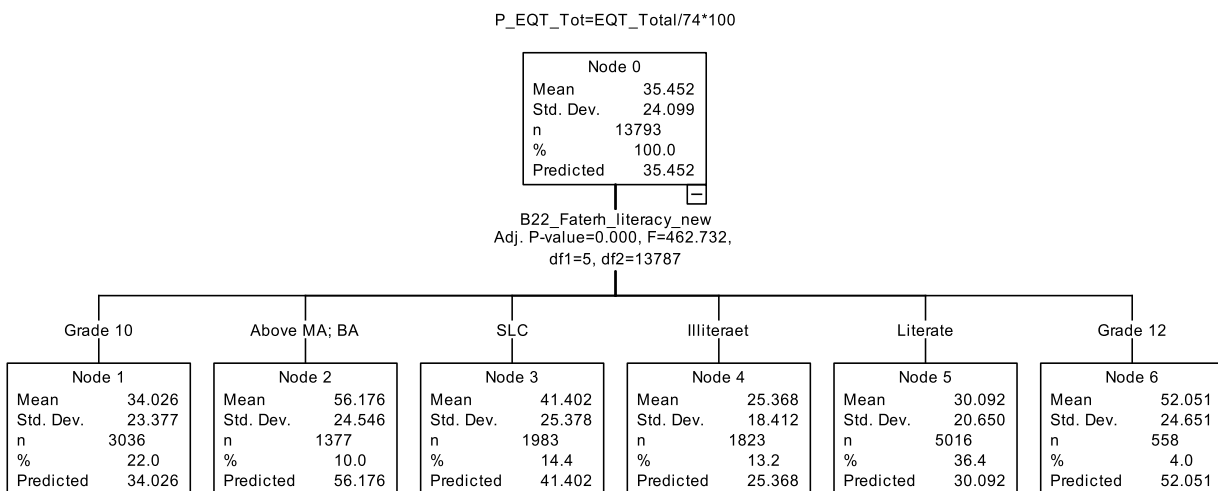 P_EQT_Tot=EQT_Total/74*100
Node 0
Mean 35.452
Std. Dev. 24.099
n 13793
% 100.0
Predicted 35.452
B22_Faterh_literacy_new
Adj. P-value=0.000, F=462.732,
df1=5, df2=13787
Grade 10
Node 1
Mean 34.026
Std. Dev. 23.377
n 3036
% 22.0
Predicted 34.026
Above MA; BA
Node 2
Mean 56.176
Std. Dev. 24.546
n 1377
% 10.0
Predicted 56.176
SLC
Node 3
Mean 41.402
Std. Dev. 25.378
n 1983
% 14.4
Predicted 41.402
Illiteraet
Node 4
Mean 25.368
Std. Dev. 18.412
n 1823
% 13.2
Predicted 25.368
Literate
Node 5
Mean 30.092
Std. Dev. 20.650
n 5016
% 36.4
Predicted 30.092
Grade 12
Node 6
Mean 52.051
Std. Dev. 24.651
n 558
% 4.0
Predicted 52.051